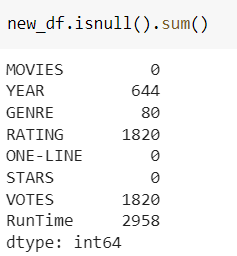 new_df.isnull().sum()
MOVIES 0
YEAR 644
GENRE 80
RATING 1820
ONE-LINE 0
STARS 0
VOTES 1820
RunTime 2958
dtype: int64